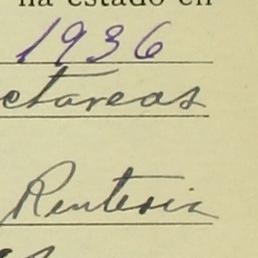 ha estado en
1936
ctareas
Renteria